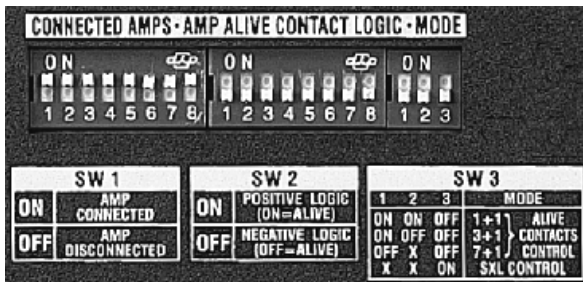 CONNECTED AMPS·AMP ALIVE CONTACT LOGIC·MODE
ON ON ON
1 2 3 4 5 6 7 8 1 2 3 4 5 6 7 8 1 2 3
SW 1
ON AMP CONNECTED
OFF AMP DISCONNECTED
SW 2
ON POSITIVE LOGIC (ON=ALIVE)
OFF NEGATIVE LOGIC (OFF=ALIVE)
SW 3
1 2 3 MODE
ON ON OFF 1+1 ALIVE
ON OFF OFF 3+1 CONTACTS
OFF X OFF 7+1 CONTROL
X X ON SXL CONTROL